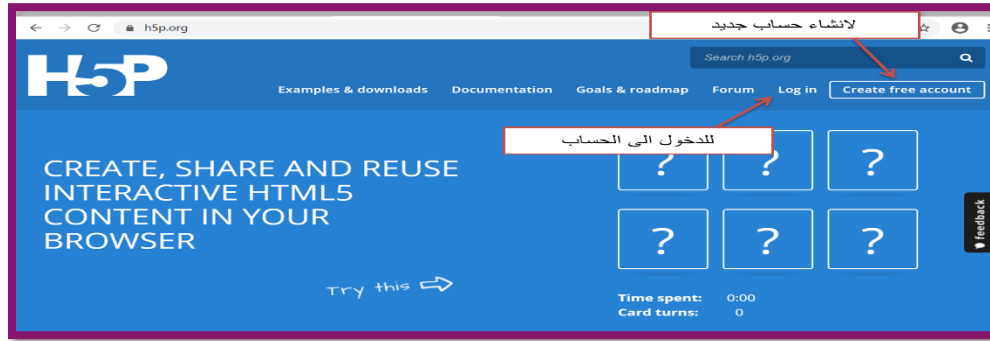 h5p.org
لانشاء حساب جديد
H5P
Search h5p.org
Examples & downloads Documentation Goals & roadmap Forum Log in Create free account
للدخول الى الحساب
CREATE, SHARE AND REUSE
INTERACTIVE HTML5
CONTENT IN YOUR
BROWSER
? ? ?
? ? ?
feedback
Try this
Time spent: 0:00
Card turns: 0